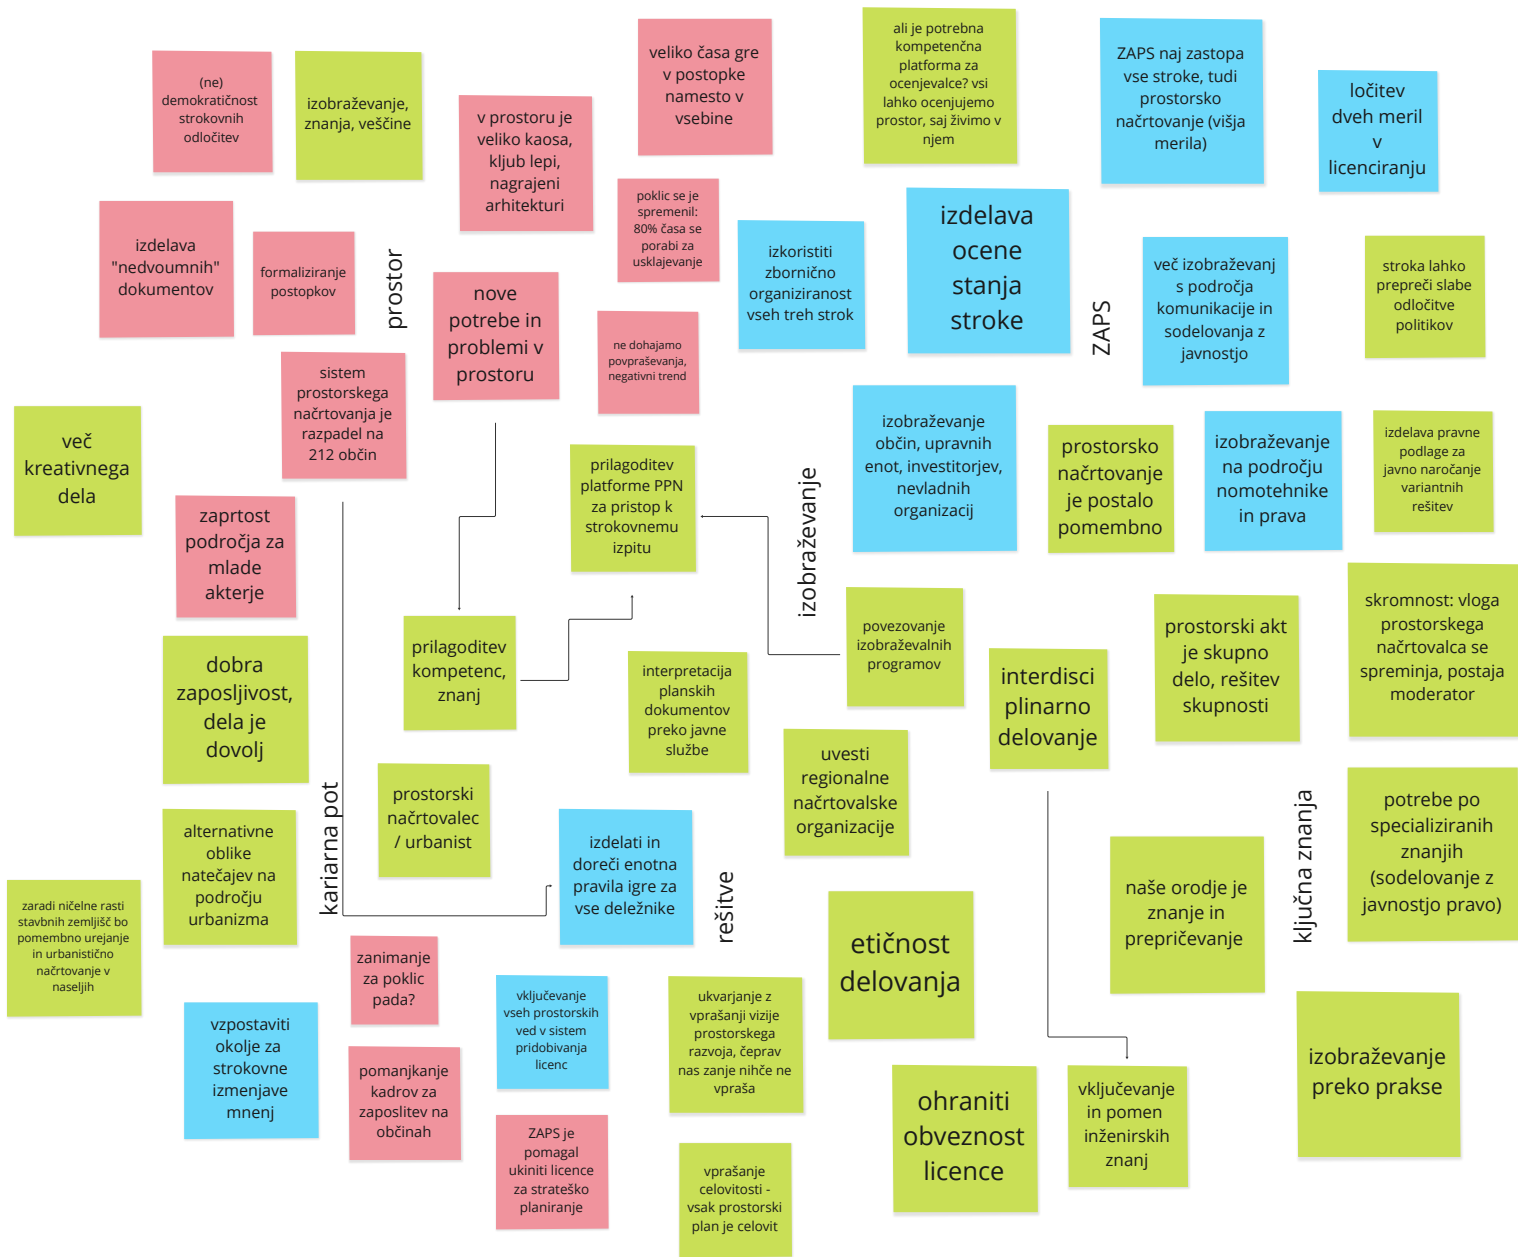 (ne)
demokratičnost
strokovnih
odločitev
izobraževanje,
znanja, veščine
v prostoru je
veliko kaosa,
kljub lepi,
nagrajeni
arhitekturi
veliko časa gre
v postopke
namesto v
vsebine
ali je potrebna
kompetenčna
platforma za
ocenjevalce? vsi
lahko ocenjujemo
prostor, saj živimo v
njem
ZAPS naj zastopa
vse stroke, tudi
prostorsko
načrtovanje (višja
merila)
ločitev
dveh meril
v
licenciranju
izdelava
"nedvoumnih"
dokumentov
formaliziranje
postopkov
prostor
poklic se je
spremenil:
80% časa se
porabi za
usklajevanje
izkoristiti
zbornično
organiziranost
vseh treh strok
izdelava
ocene
stanja
stroke
ZAPS
več izobraževanj
s področja
komunikacije in
sodelovanja z
javnostjo
stroka lahko
prepreči slabe
odločitve
politikov
nove
potrebe in
problemi v
prostoru
ne dohajamo
povpraševanja,
negativni trend
sistem
prostorskega
načrtovanja je
razpadel na
212 občin
več
kreativnega
dela
prilagoditev
platforme PPN
za pristop k
strokovnemu
izpitu
izobraževanje
izobraževanje
občin, upravnih
enot, investitorjev,
nevladnih
organizacij
prostorsko
načrtovanje
je postalo
pomembno
izobraževanje
na področju
nomotehnike
in prava
izdelava pravne
podlage za
javno naročanje
variantnih
rešitev
zaprtost
področja za
mlade
akterje
dobra
zaposljivost,
dela je
dovolj
prilagoditev
kompetenc,
znanj
interpretacija
planskih
dokumentov
preko javne
službe
povezovanje
izobraževalnih
programov
interdisci
plinarno
delovanje
prostorski akt
je skupno
delo, rešitev
skupnosti
skromnost: vloga
prostorskega
načrtovalca se
spreminja, postaja
moderator
uvesti
regionalne
načrtovalske
organizacije
kariarna pot
prostorski
načrtovalec
/ urbanist
alternativne
oblike
natečajev na
področju
urbanizma
izdelati in
doreči enotna
pravila igre za
vse deležnike
rešitve
ključna znanja
potrebe po
specializiranih
znanjih
(sodelovanje z
javnostjo pravo)
naše orodje je
znanje in
prepričevanje
zaradi ničelne rasti
stavbnih zemljišč bo
pomembno urejanje
in urbanistično
načrtovanje v
naseljih
etičnost
delovanja
zanimanje
za poklic
pada?
vključevanje
vseh prostorskih
ved v sistem
pridobivanja
licenc
ukvarjanje z
vprašanji vizije
prostorskega
razvoja, čeprav
nas zanje nihče ne
vpraša
vzpostaviti
okolje za
strokovne
izmenjave
mnenj
pomanjkanje
kadrov za
zaposlitev na
občinah
izobraževanje
preko prakse
ohraniti
obveznost
licence
vključevanje
in pomen
inženirskih
znanj
ZAPS je
pomagal
ukiniti licence
za strateško
planiranje
vprašanje
celovitosti -
vsak prostorski
plan je celovit